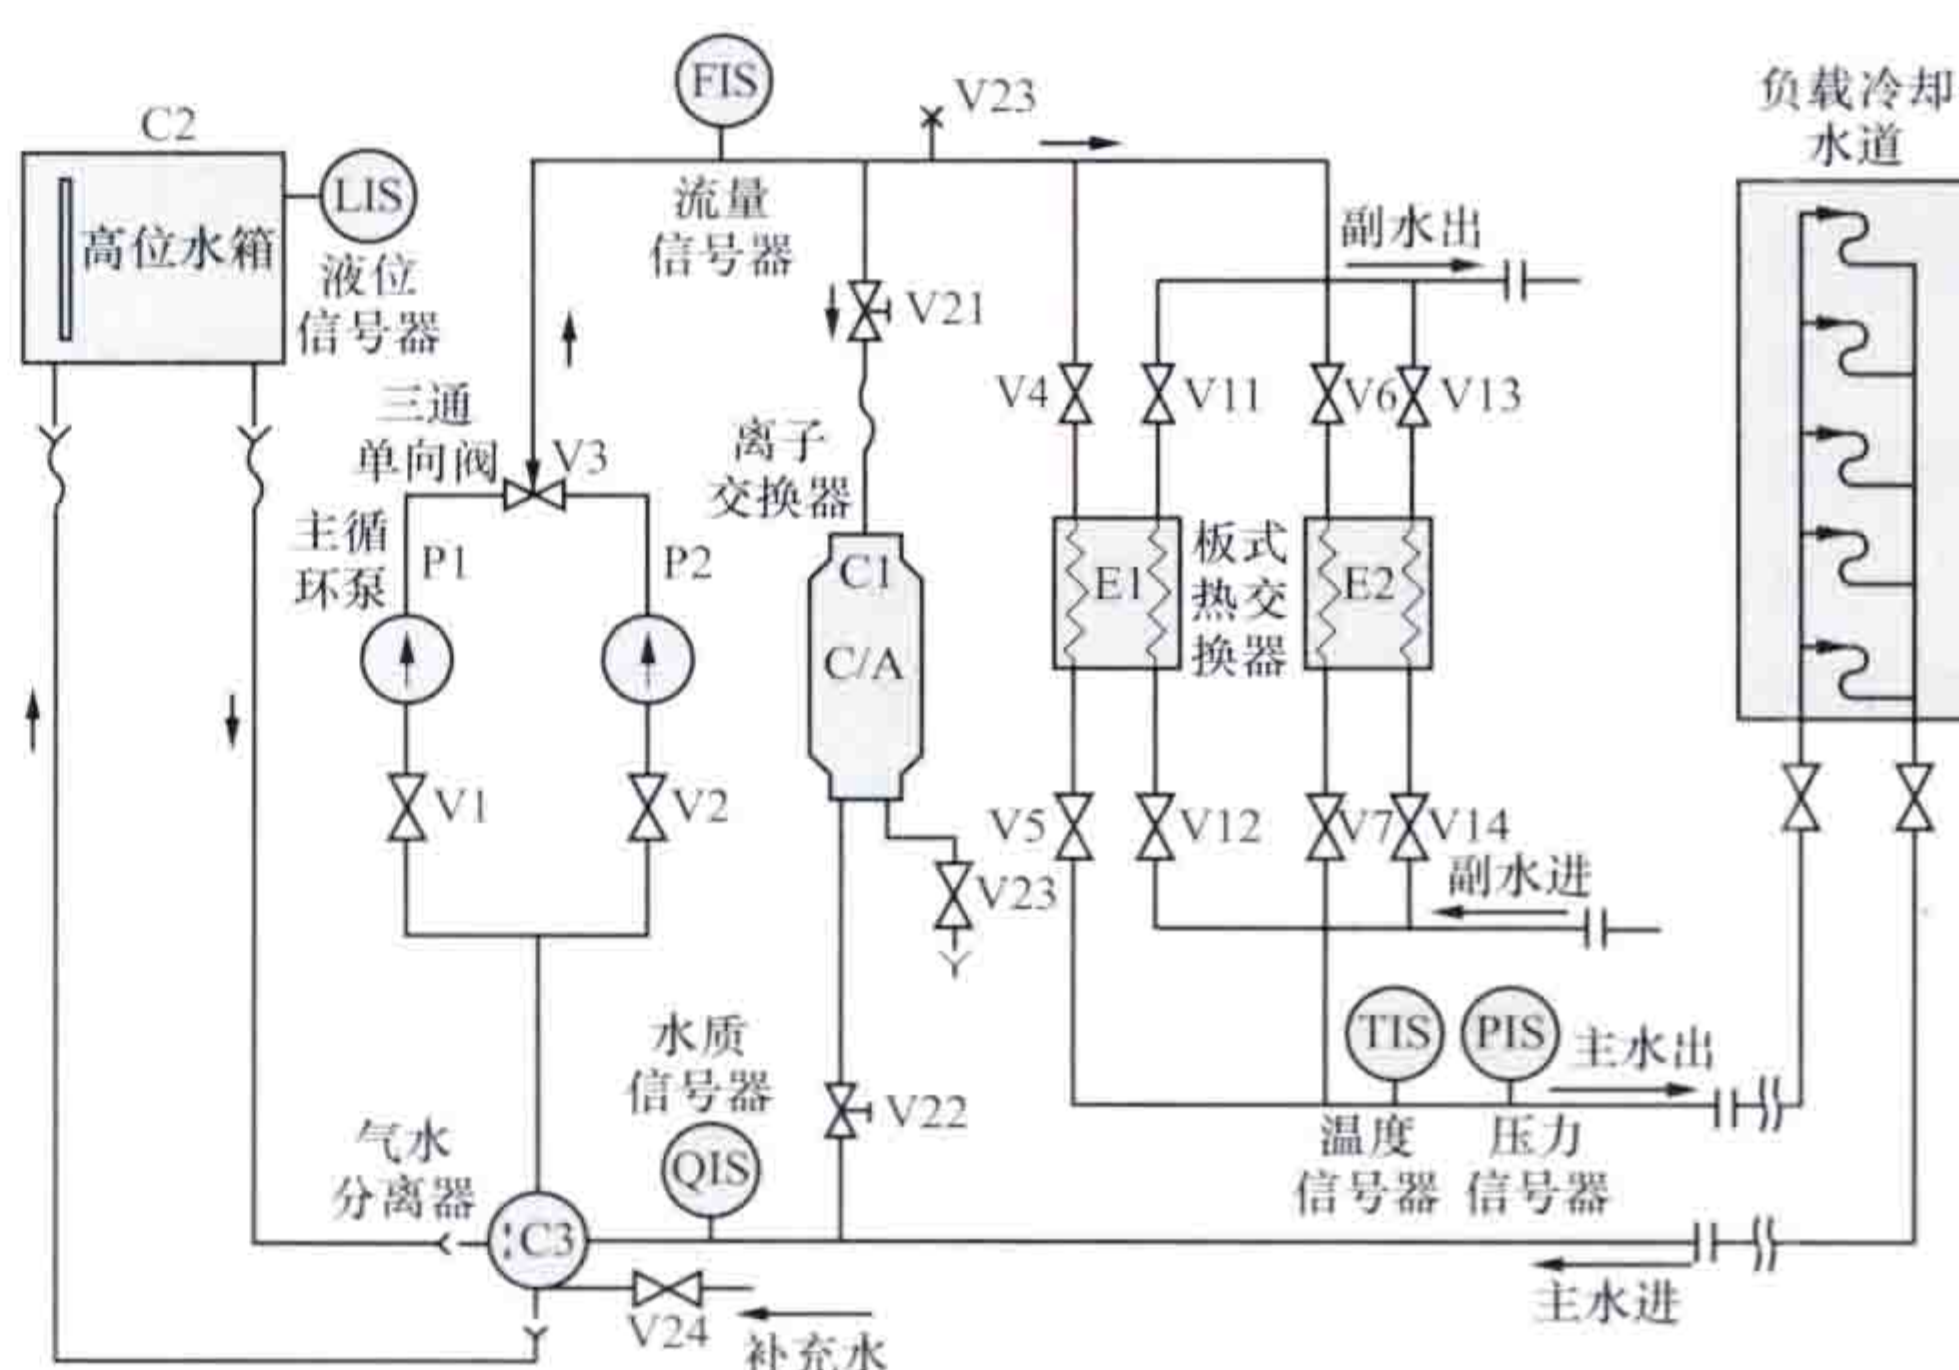 C2
高位水箱
LIS
液位
信号器
FIS
流量
信号器
V23
V21
三通
单向阀
V3
主循
环泵
P1
P2
V1
V2
离子
交换器
C1
C/A
V23
V22
水质
信号器
QIS
气水
分离器
C3
V24
补充水
V4
V11
V6
V13
副水出
E1
板式
热交
换器
E2
V5
V12
V7
V14
副水进
TIS
PIS
主水出
温度
信号器
压力
信号器
主水进
负载冷却
水道